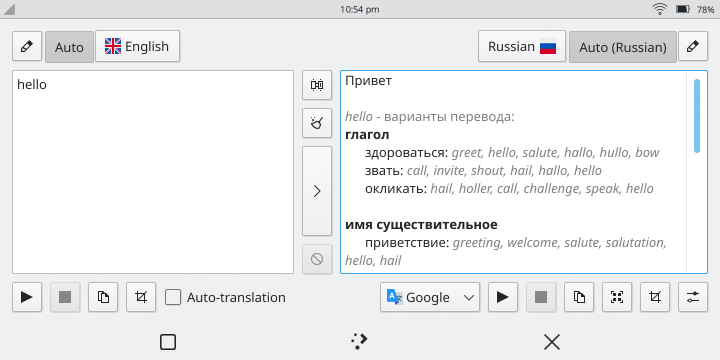 10:54 pm
78%
Auto
English
Russian
Auto (Russian)
hello
Привет
hello - варианты перевода:
глагол
здороваться: greet, hello, salute, hallo, hullo, bow
звать: call, invite, shout, hail, hallo, hello
окликать: hail, holler, call, challenge, speak, hello
имя существительное
приветствие: greeting, welcome, salute, salutation,
hello, hail
Auto-translation
Google